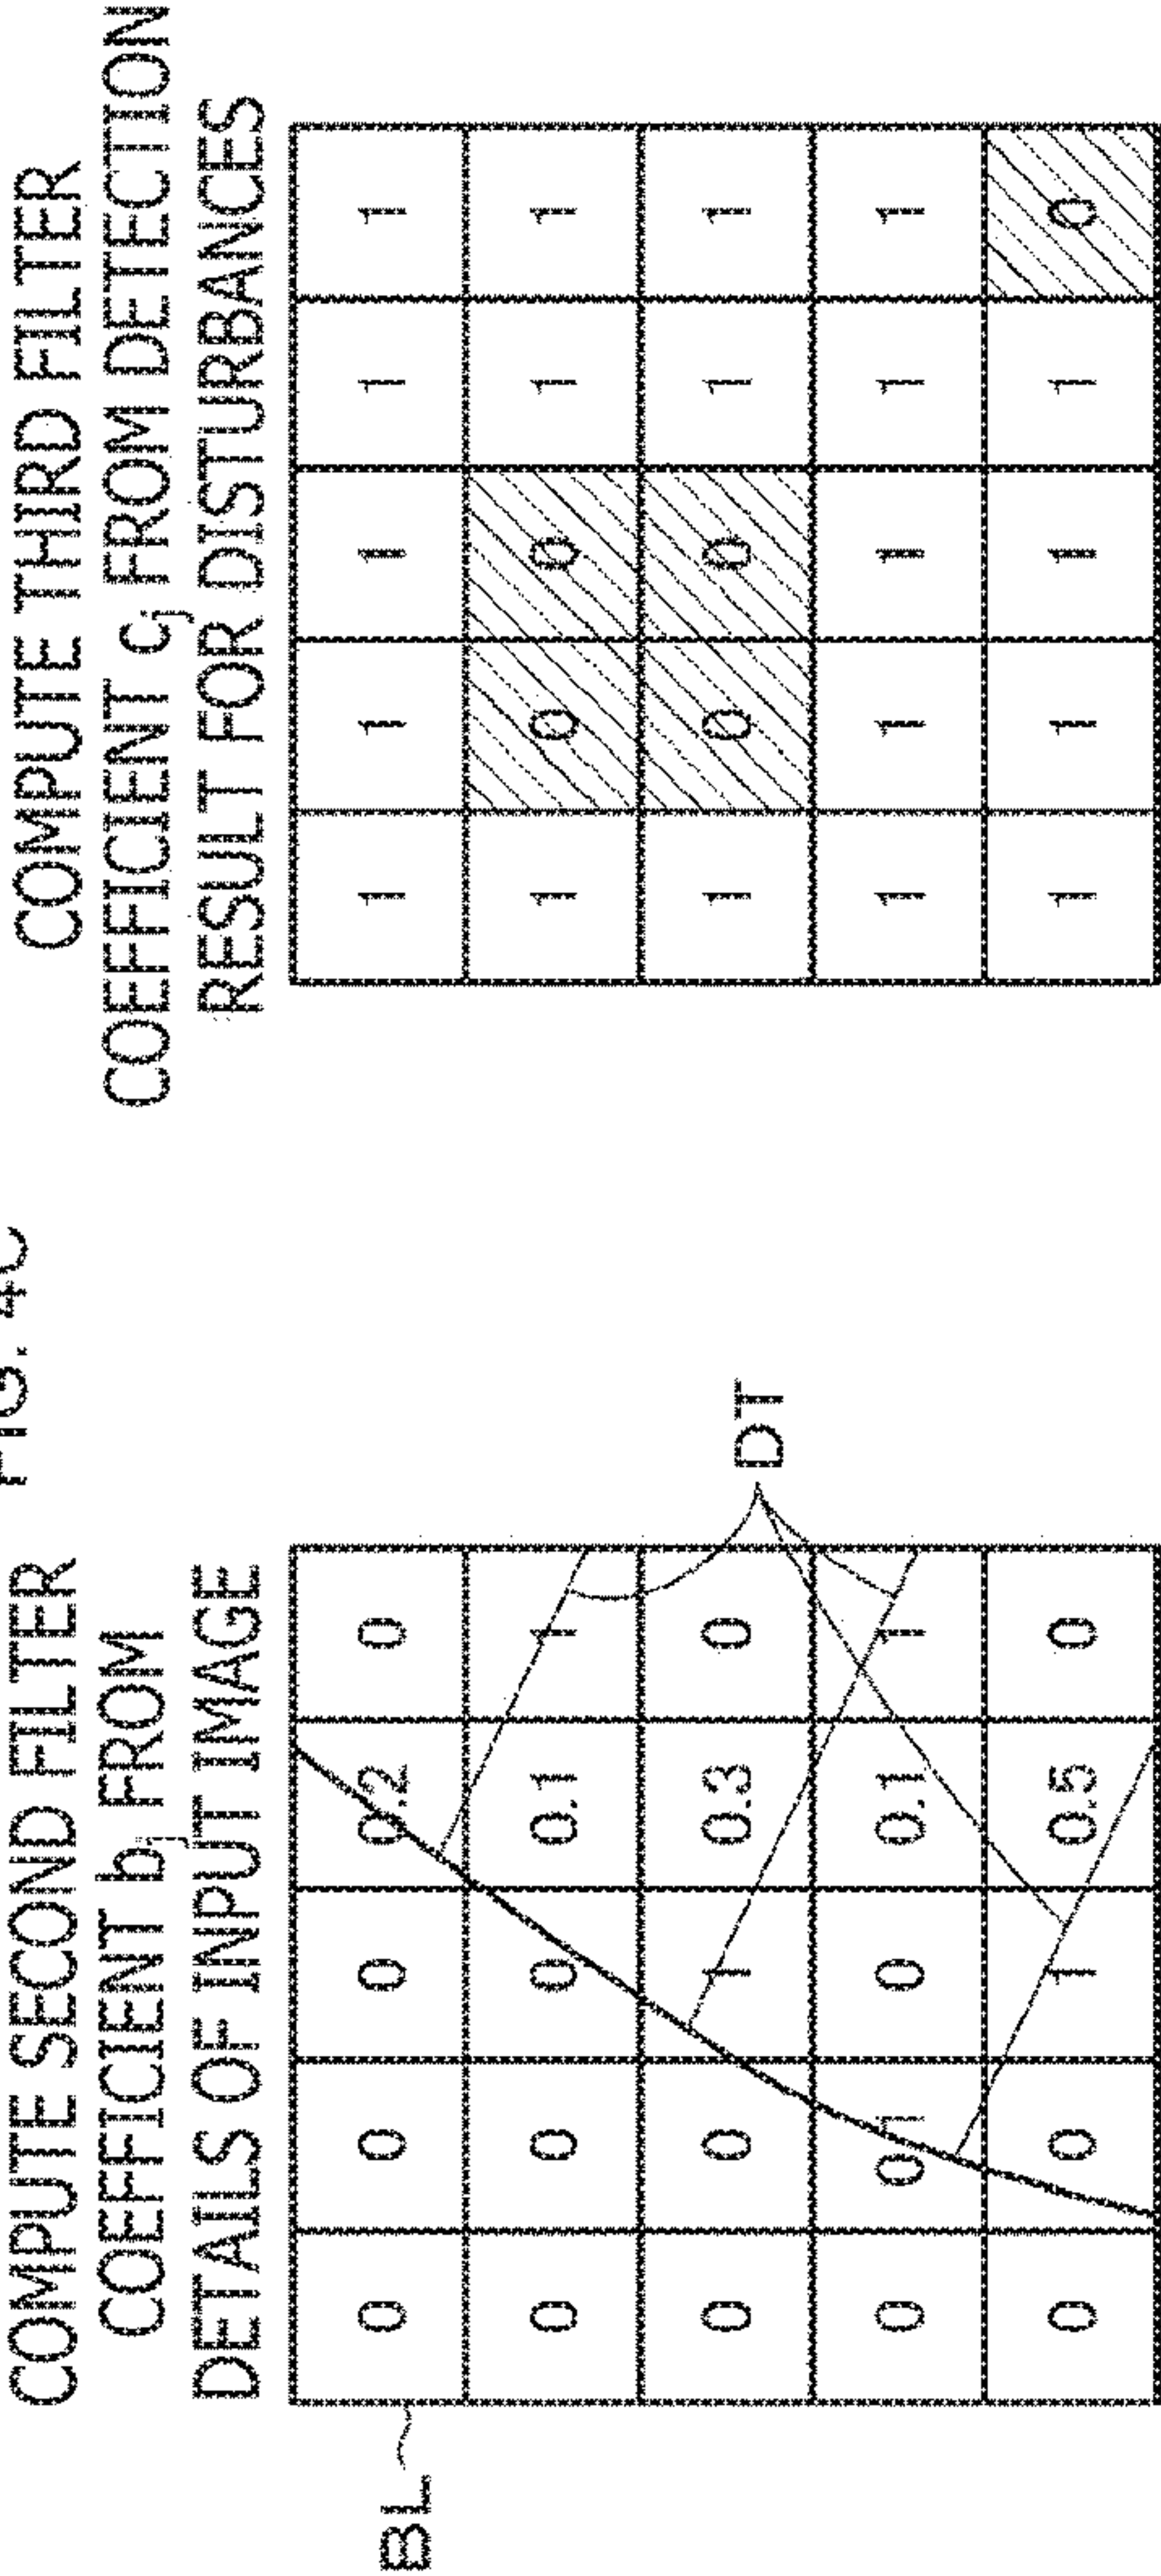 COMPUTE SECOND FILTER
COEFFICIENT bj FROM
DETAILS OF INPUT IMAGE
BL
0 0 0 0.2 0
0 0 0 0.1 1
0 0 1 0.3 0
0 0.1 0 0.1 1
0 0 1 0.5 0
DT
FIG. 4C
COMPUTE THIRD FILTER
COEFFICIENT cj FROM DETECTION
RESULT FOR DISTURBANCES
1 1 1 1 1
1 0 0 1 1
1 0 0 1 1
1 1 1 1 1
1 1 1 1 0